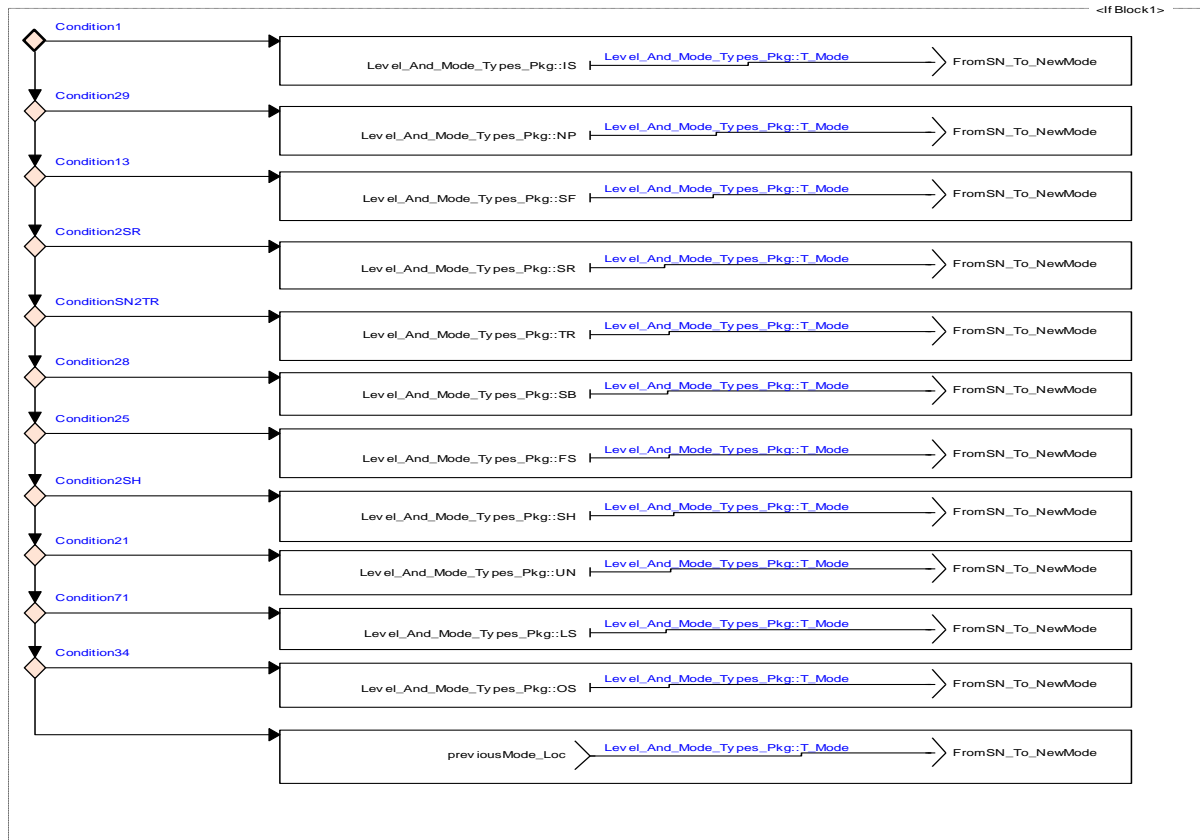 <If Block1>
Condition1
Level_And_Mode_Types_Pkg::IS Level_And_Mode_Types_Pkg::T_Mode FromSN_To_NewMode
Condition29
Level_And_Mode_Types_Pkg::NP Level_And_Mode_Types_Pkg::T_Mode FromSN_To_NewMode
Condition13
Level_And_Mode_Types_Pkg::SF Level_And_Mode_Types_Pkg::T_Mode FromSN_To_NewMode
Condition2SR
Level_And_Mode_Types_Pkg::SR Level_And_Mode_Types_Pkg::T_Mode FromSN_To_NewMode
ConditionSN2TR
Level_And_Mode_Types_Pkg::TR Level_And_Mode_Types_Pkg::T_Mode FromSN_To_NewMode
Condition28
Level_And_Mode_Types_Pkg::SB Level_And_Mode_Types_Pkg::T_Mode FromSN_To_NewMode
Condition25
Level_And_Mode_Types_Pkg::FS Level_And_Mode_Types_Pkg::T_Mode FromSN_To_NewMode
Condition2SH
Level_And_Mode_Types_Pkg::SH Level_And_Mode_Types_Pkg::T_Mode FromSN_To_NewMode
Condition21
Level_And_Mode_Types_Pkg::UN Level_And_Mode_Types_Pkg::T_Mode FromSN_To_NewMode
Condition71
Level_And_Mode_Types_Pkg::LS Level_And_Mode_Types_Pkg::T_Mode FromSN_To_NewMode
Condition34
Level_And_Mode_Types_Pkg::OS Level_And_Mode_Types_Pkg::T_Mode FromSN_To_NewMode
previousMode_Loc Level_And_Mode_Types_Pkg::T_Mode FromSN_To_NewMode